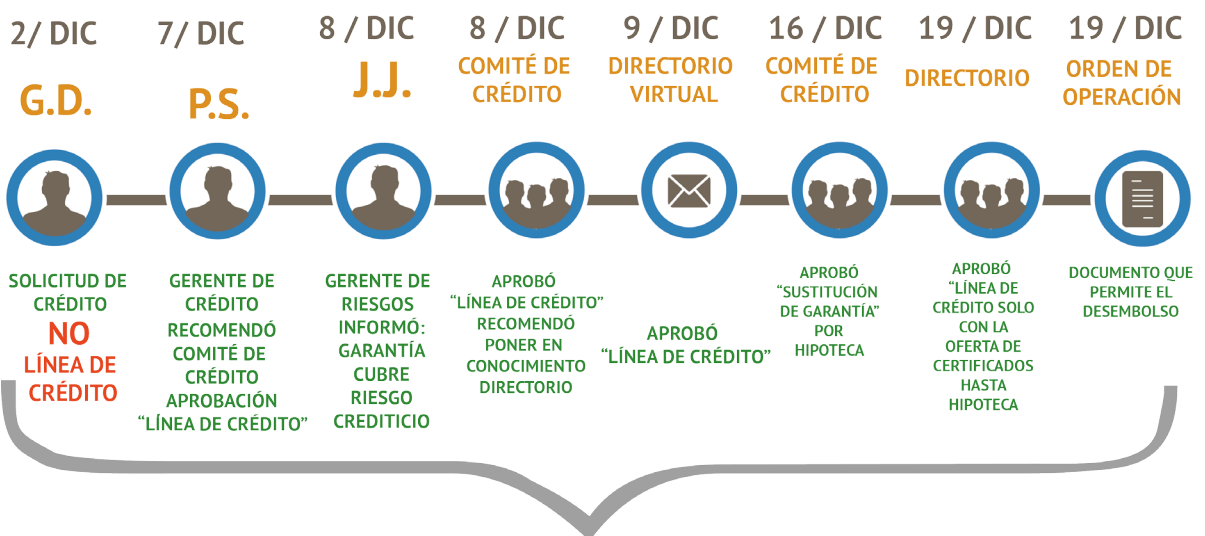 2/ DIC
G.D.
SOLICITUD DE
CRÉDITO
NO
LÍNEA DE
CRÉDITO
7/ DIC
P.S.
GERENTE DE
CRÉDITO
RECOMENDÓ
COMITÉ DE
CRÉDITO
APROBACIÓN
“LÍNEA DE CRÉDITO”
8 / DIC
J.J.
GERENTE DE
RIESGOS
INFORMÓ:
GARANTÍA
CUBRE
RIESGO
CREDITICIO
8 / DIC
COMITÉ DE
CRÉDITO
APROBÓ
“LÍNEA DE CRÉDITO”
RECOMENDÓ
PONER EN
CONOCIMIENTO
DIRECTORIO
9 / DIC
DIRECTORIO
VIRTUAL
APROBÓ
“LÍNEA DE CRÉDITO”
16 / DIC
COMITÉ DE
CRÉDITO
APROBÓ
“SUSTITUCIÓN
DE GARANTÍA”
POR
HIPOTECA
19 / DIC
DIRECTORIO
APROBÓ
“LÍNEA DE
CRÉDITO SOLO
CON LA
OFERTA DE
CERTIFICADOS
HASTA
HIPOTECA
19 / DIC
ORDEN DE
OPERACIÓN
DOCUMENTO QUE
PERMITE EL
DESEMBOLSO